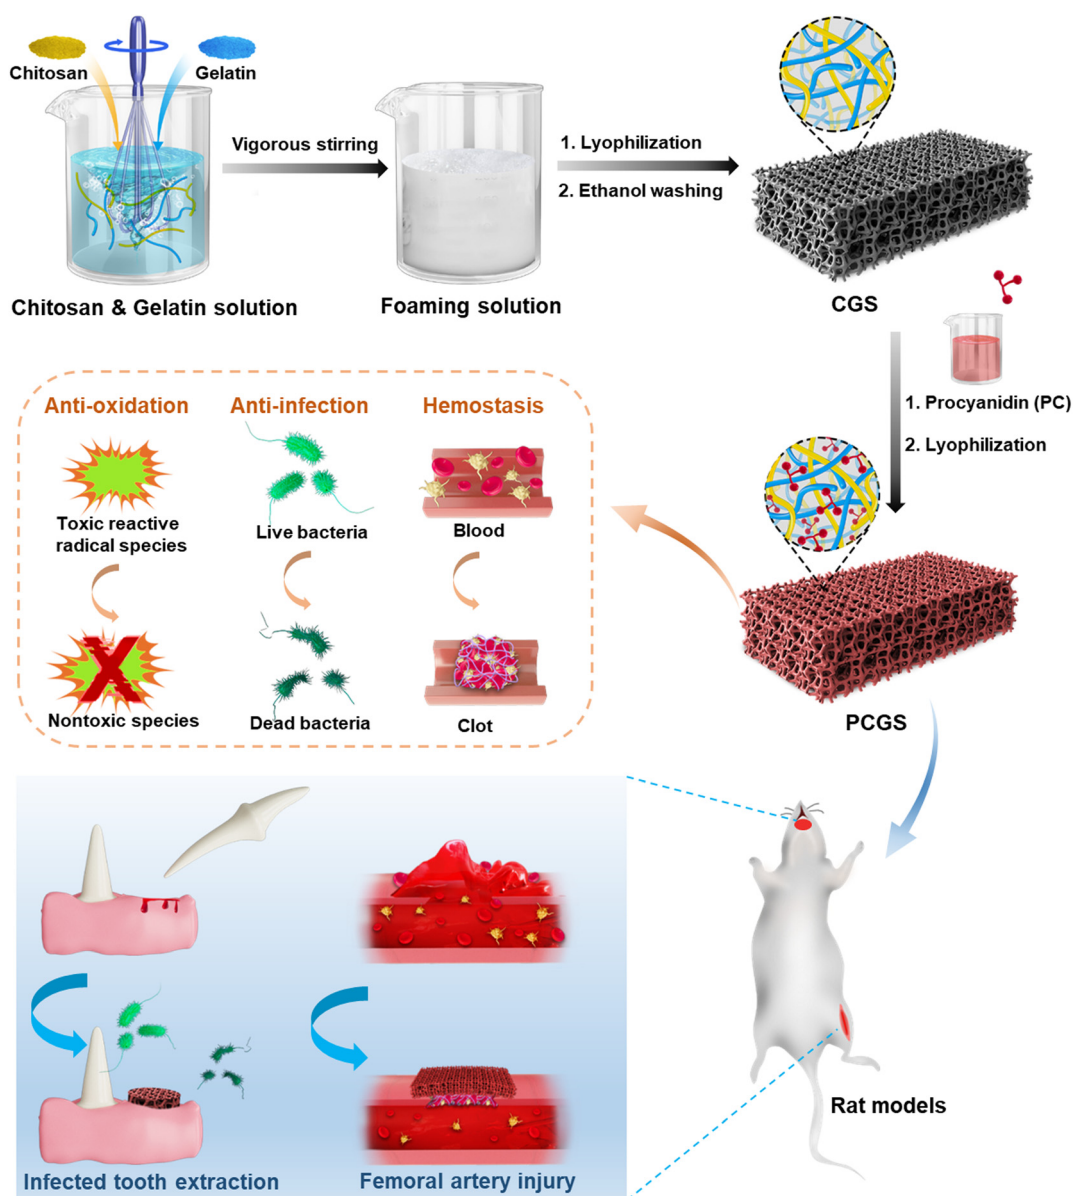 Chitosan
Gelatin
Vigorous stirring
1. Lyophilization
2. Ethanol washing
Chitosan & Gelatin solution
Foaming solution
CGS
1. Procyanidin (PC)
2. Lyophilization
Anti-oxidation
Anti-infection
Hemostasis
Toxic reactive
radical species
Live bacteria
Blood
Nontoxic species
Dead bacteria
Clot
PCGS
Rat models
Infected tooth extraction
Femoral artery injury